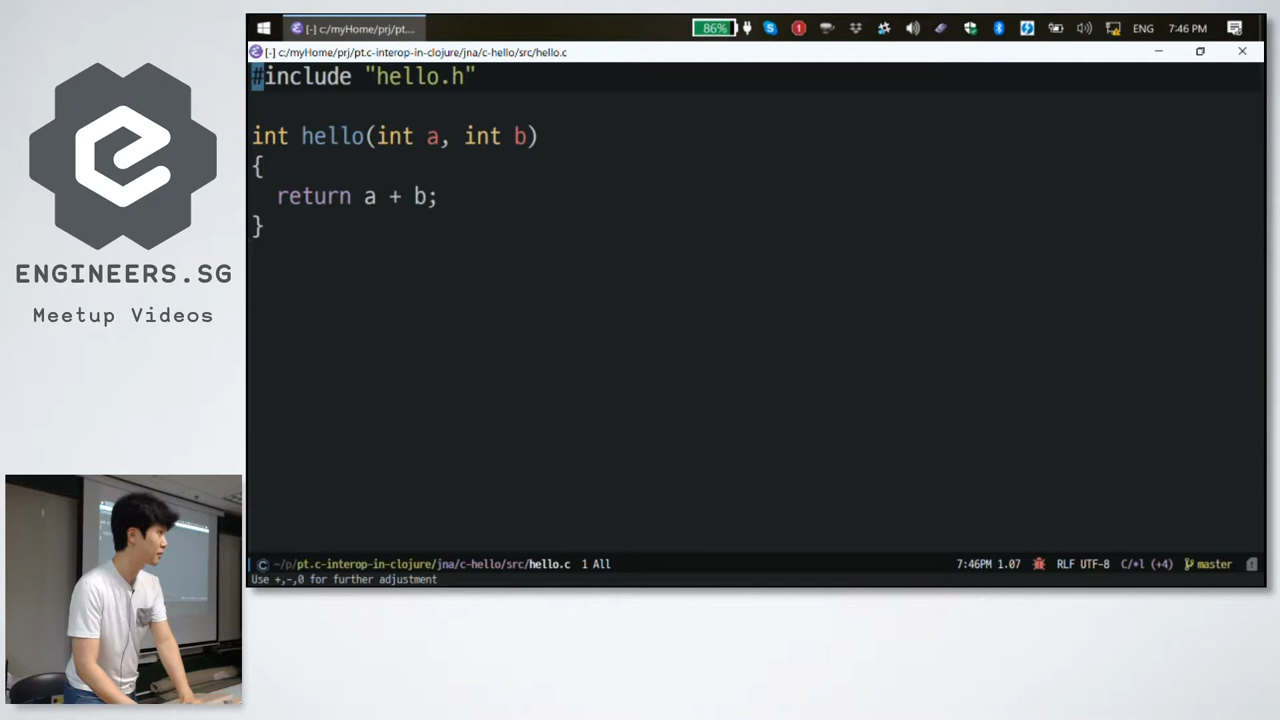 [-] c:/myHome/prj/pt....
86%
1
ENG
7:46 PM
[-] c:/myHome/prj/pt.c-interop-in-clojure/jna/c-hello/src/hello.c
#include "hello.h"
int hello(int a, int b)
{
return a + b;
}
ENGINEERS.SG
Meetup Videos
~/p/pt.c-interop-in-clojure/jna/c-hello/src/hello.c 1 All
7:46PM 1.07 RLF UTF-8 C/*l (+4) master
Use +,-,0 for further adjustment